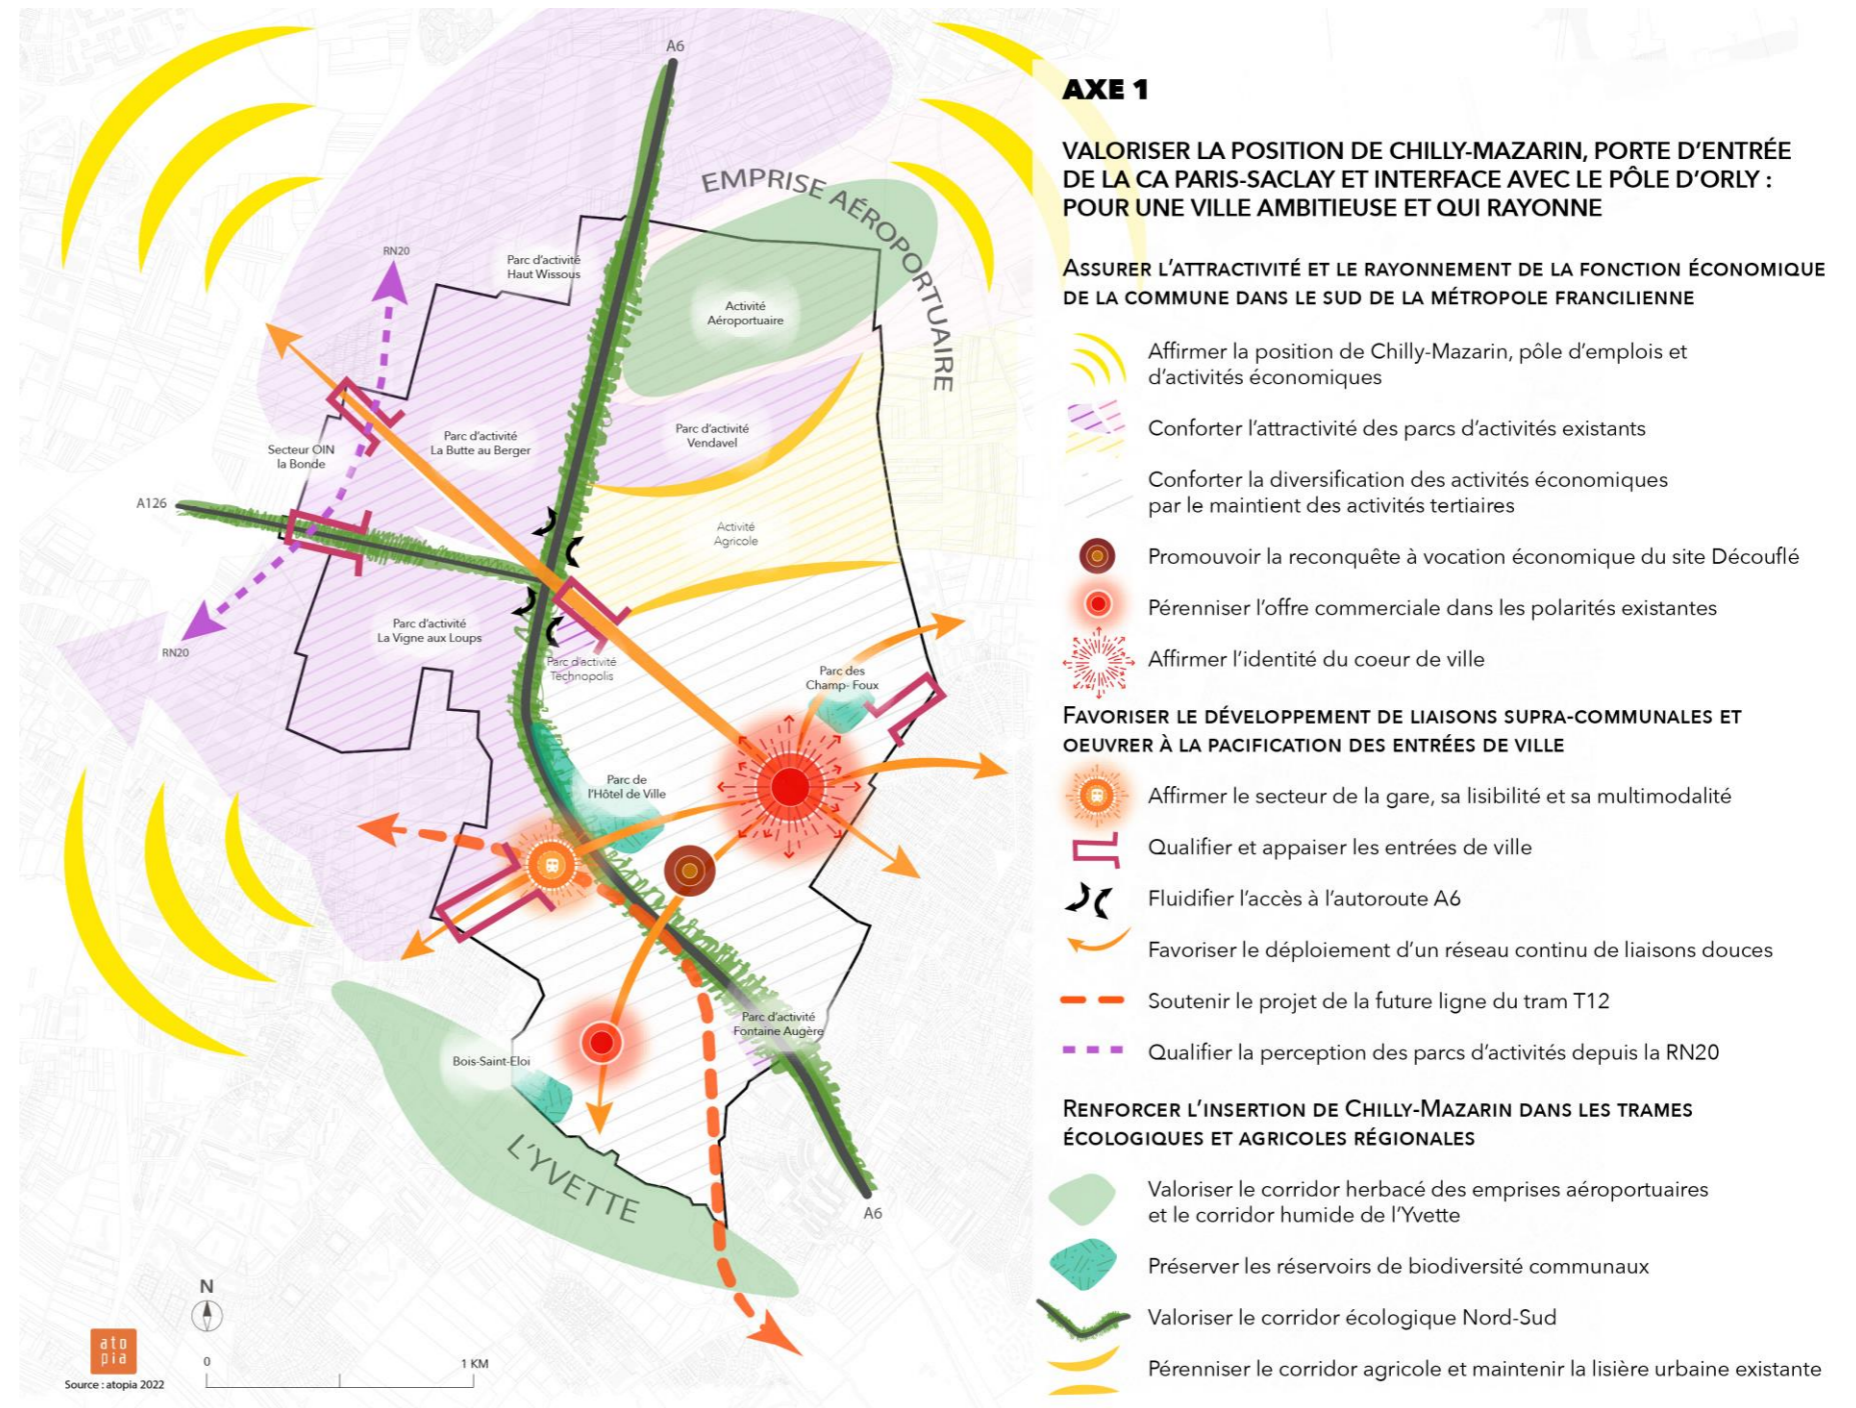 A6
EMPRISE AÉROPORTUAIRE
RN20
Parc d'activité
Haut Wissous
Activité
Aéroportuaire
Parc d'activité
Vendavel
Parc d'activité
La Butte au Berger
Secteur OIN
la Bonde
A126
Activité
Agricole
Parc d'activité
La Vigne aux Loups
RN20
Parc d'activité
Technopolis
Parc des
Champ- Foux
Parc de
l'Hôtel de Ville
Parc d'activité
Fontaine Augère
Bois-Saint-Eloi
L'YVETTE
A6
N
ato
pia
0
1 KM
Source : atopia 2022
AXE 1
VALORISER LA POSITION DE CHILLY-MAZARIN, PORTE D'ENTRÉE
DE LA CA PARIS-SACLAY ET INTERFACE AVEC LE PÔLE D'ORLY :
POUR UNE VILLE AMBITIEUSE ET QUI RAYONNE
ASSURER L'ATTRACTIVITÉ ET LE RAYONNEMENT DE LA FONCTION ÉCONOMIQUE
DE LA COMMUNE DANS LE SUD DE LA MÉTROPOLE FRANCILIENNE
Affirmer la position de Chilly-Mazarin, pôle d'emplois et
d'activités économiques
Conforter l'attractivité des parcs d'activités existants
Conforter la diversification des activités économiques
par le maintient des activités tertiaires
Promouvoir la reconquête à vocation économique du site Découflé
Pérenniser l'offre commerciale dans les polarités existantes
Affirmer l'identité du coeur de ville
FAVORISER LE DÉVELOPPEMENT DE LIAISONS SUPRA-COMMUNALES ET
OEUVRER À LA PACIFICATION DES ENTRÉES DE VILLE
Affirmer le secteur de la gare, sa lisibilité et sa multimodalité
Qualifier et appaiser les entrées de ville
Fluidifier l'accès à l'autoroute A6
Favoriser le déploiement d'un réseau continu de liaisons douces
Soutenir le projet de la future ligne du tram T12
Qualifier la perception des parcs d'activités depuis la RN20
RENFORCER L'INSERTION DE CHILLY-MAZARIN DANS LES TRAMES
ÉCOLOGIQUES ET AGRICOLES RÉGIONALES
Valoriser le corridor herbacé des emprises aéroportuaires
et le corridor humide de l'Yvette
Préserver les réservoirs de biodiversité communaux
Valoriser le corridor écologique Nord-Sud
Pérenniser le corridor agricole et maintenir la lisière urbaine existante